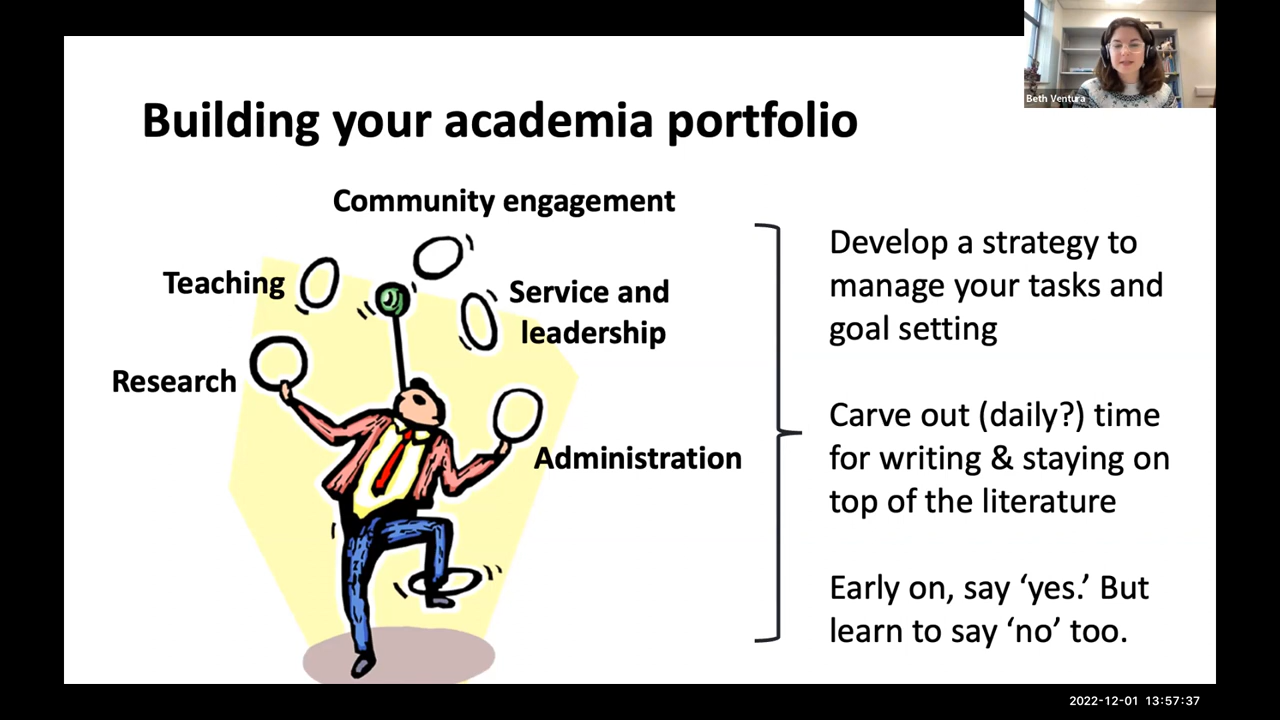 Beth Ventura
Building your academia portfolio
Community engagement
Teaching
Service and
leadership
Research
Administration
Develop a strategy to
manage your tasks and
goal setting
Carve out (daily?) time
for writing & staying on
top of the literature
Early on, say ‘yes.’ But
learn to say ‘no’ too.
2022-12-01 13:57:37